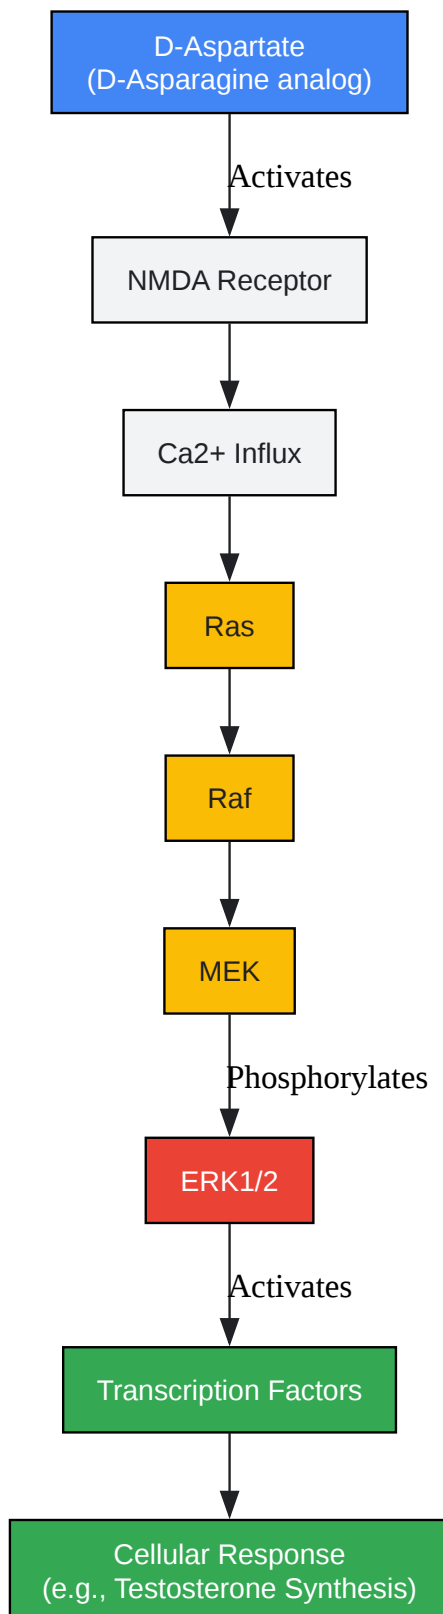 D-Aspartate
(D-Asparagine analog)
Activates
NMDA Receptor
Ca2+ Influx
Ras
Raf
MEK
Phosphorylates
ERK1/2
Activates
Transcription Factors
Cellular Response
(e.g., Testosterone Synthesis)